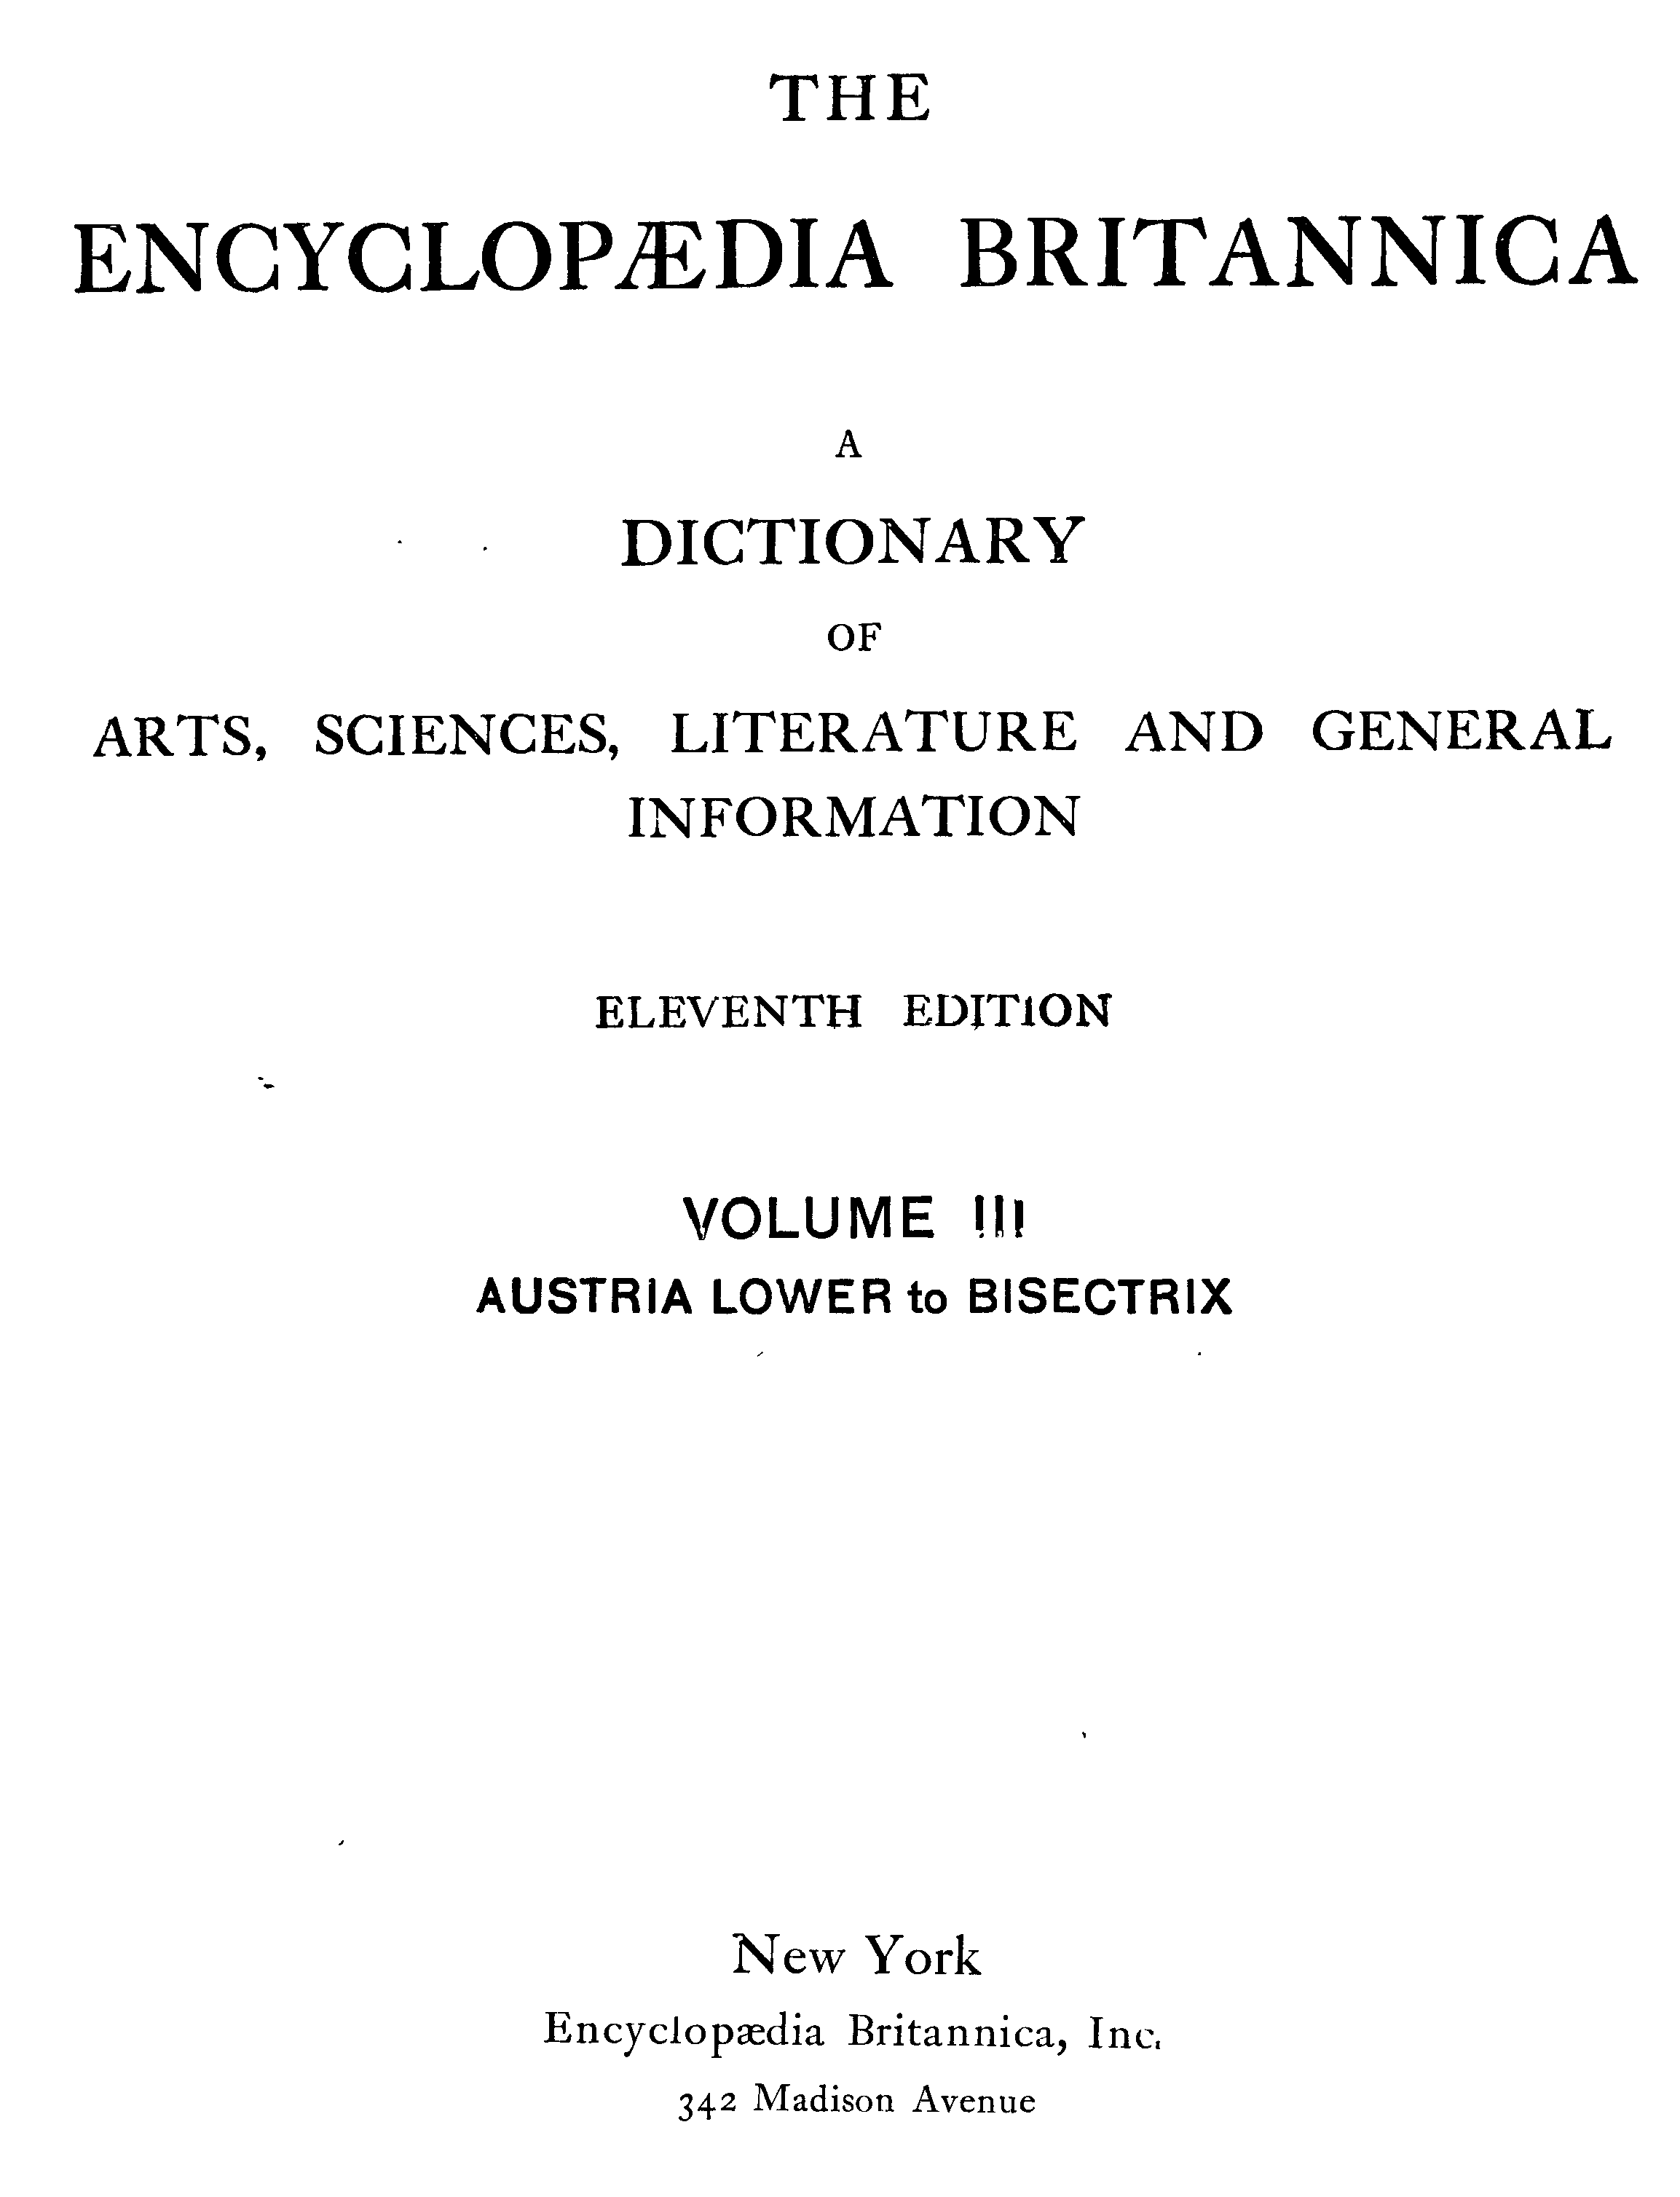 THE
ENCYCLOPÆDIA BRITANNICA
A
DICTIONARY
OF
ARTS, SCIENCES, LITERATURE AND GENERAL
INFORMATION
ELEVENTH EDITION
VOLUME III
AUSTRIA LOWER to BISECTRIX
New York
Encyclopædia Britannica, Inc.
342 Madison Avenue